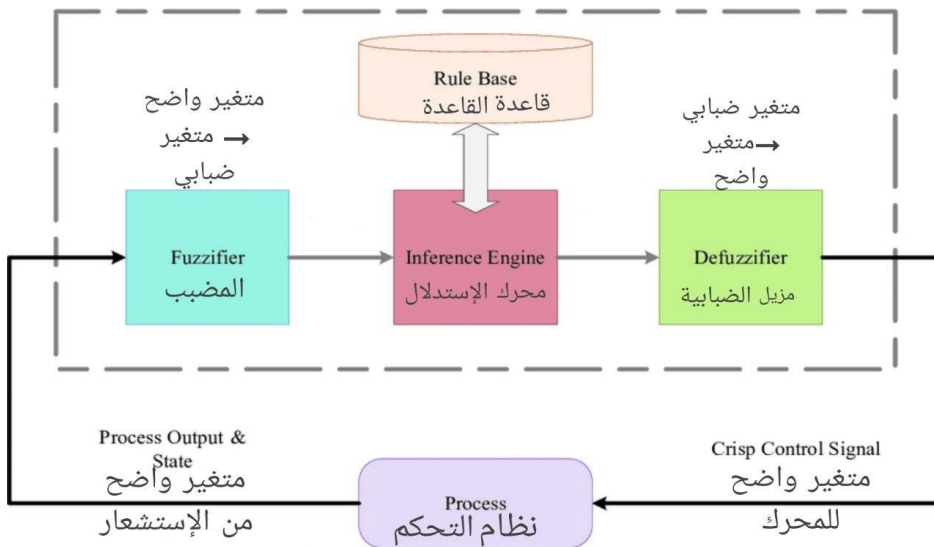 Rule Base
قاعدة القاعدة
متغير واضح
→ متغير
ضبابي
متغير ضبابي
→متغير
واضح
Fuzzifier
المضبب
Inference Engine
محرك الإستدلال
Defuzzifier
مزيل الضبابية
Process Output &
State
متغير واضح
من الإستشعار
Process
نظام التحكم
Crisp Control Signal
متغير واضح
للمحرك